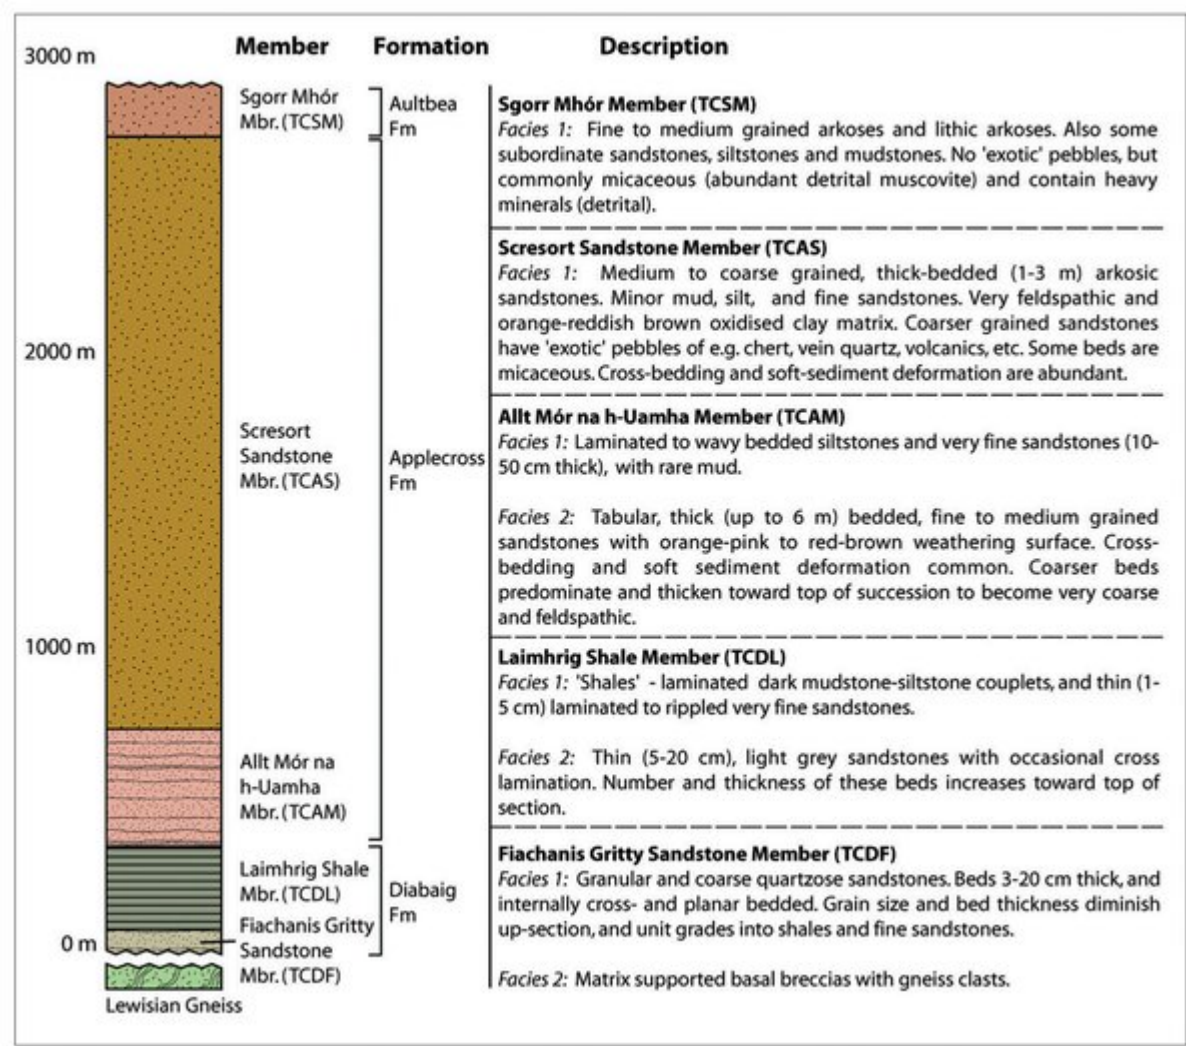 3000 m
2000 m
1000 m
0 m
Member
Formation
Description
Sgorr Mhór
Mbr. (TCSM)
Scresort
Sandstone
Mbr. (TCAS)
Allt Mór na
h-Uamha
Mbr. (TCAM)
Laimhrig Shale
Mbr. (TCDL)
Fiachanis Gritty
Sandstone
Mbr. (TCDF)
Lewisian Gneiss
Aultbea
Fm
Applecross
Fm
Diabaig
Fm
Sgorr Mhór Member (TCSM)
Facies 1: Fine to medium grained arkoses and lithic arkoses. Also some
subordinate sandstones, siltstones and mudstones. No 'exotic' pebbles, but
commonly micaceous (abundant detrital muscovite) and contain heavy
minerals (detrital).
Scresort Sandstone Member (TCAS)
Facies 1: Medium to coarse grained, thick-bedded (1-3 m) arkosic
sandstones. Minor mud, silt, and fine sandstones. Very feldspathic and
orange-reddish brown oxidised clay matrix. Coarser grained sandstones
have 'exotic' pebbles of e.g. chert, vein quartz, volcanics, etc. Some beds are
micaceous. Cross-bedding and soft-sediment deformation are abundant.
Allt Mór na h-Uamha Member (TCAM)
Facies 1: Laminated to wavy bedded siltstones and very fine sandstones (10-
50 cm thick), with rare mud.
Facies 2: Tabular, thick (up to 6 m) bedded, fine to medium grained
sandstones with orange-pink to red-brown weathering surface. Cross-
bedding and soft sediment deformation common. Coarser beds
predominate and thicken toward top of succession to become very coarse
and feldspathic.
Laimhrig Shale Member (TCDL)
Facies 1: 'Shales' - laminated dark mudstone-siltstone couplets, and thin (1-
5 cm) laminated to rippled very fine sandstones.
Facies 2: Thin (5-20 cm), light grey sandstones with occasional cross
lamination. Number and thickness of these beds increases toward top of
section.
Fiachanis Gritty Sandstone Member (TCDF)
Facies 1: Granular and coarse quartzose sandstones. Beds 3-20 cm thick, and
internally cross- and planar bedded. Grain size and bed thickness diminish
up-section, and unit grades into shales and fine sandstones.
Facies 2: Matrix supported basal breccias with gneiss clasts.